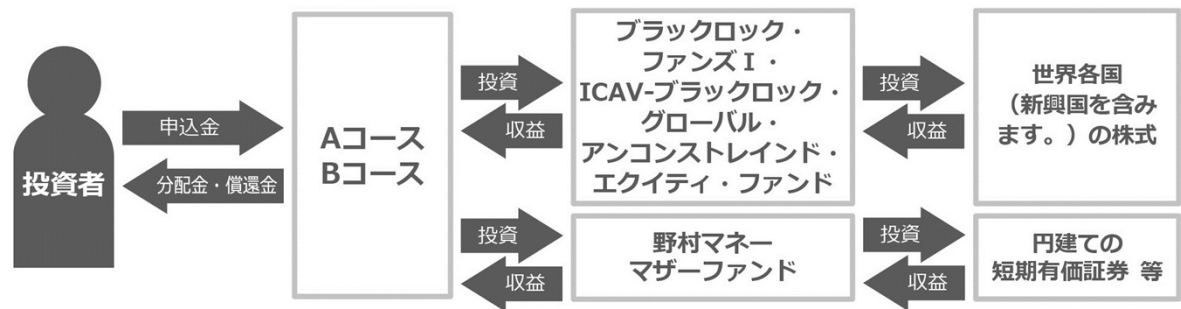 投資者
申込金
分配金・償還金
Aコース
Bコース
投資
収益
ブラックロック・
ファンズⅠ・
ICAV-ブラックロック・
グローバル・
アンコンストレインド・
エクイティ・ファンド
投資
収益
世界各国
（新興国を含み
ます。）の株式
投資
収益
野村マネー
マザーファンド
投資
収益
円建ての
短期有価証券 等